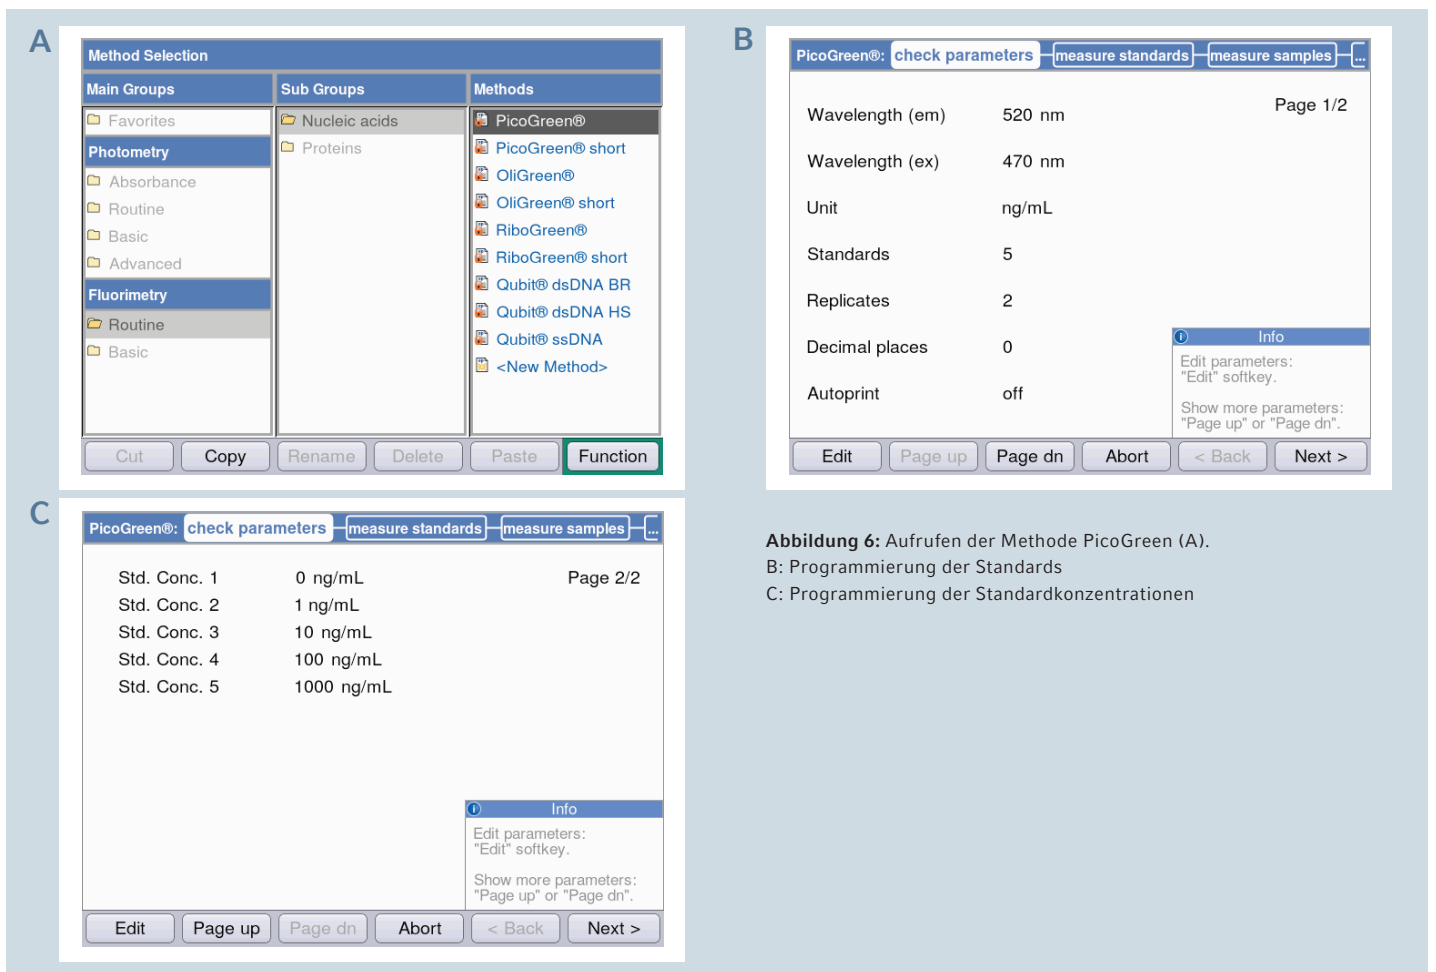 A
Method Selection
Main Groups
Sub Groups
Methods
Favorites
Photometry
Absorbance
Routine
Basic
Advanced
Fluorimetry
Routine
Basic
Nucleic acids
Proteins
PicoGreen®
PicoGreen® short
OliGreen®
OliGreen® short
RiboGreen®
RiboGreen® short
Qubit® dsDNA BR
Qubit® dsDNA HS
Qubit® ssDNA
<New Method>
Cut Copy Rename Delete Paste Function
B
PicoGreen®: check parameters measure standards measure samples ...
Page 1/2
Wavelength (em) 520 nm
Wavelength (ex) 470 nm
Unit ng/mL
Standards 5
Replicates 2
Decimal places 0
Autoprint off
Info
Edit parameters:
"Edit" softkey.
Show more parameters:
"Page up" or "Page dn".
Edit Page up Page dn Abort < Back Next >
C
PicoGreen®: check parameters measure standards measure samples ...
Std. Conc. 1 0 ng/mL Page 2/2
Std. Conc. 2 1 ng/mL
Std. Conc. 3 10 ng/mL
Std. Conc. 4 100 ng/mL
Std. Conc. 5 1000 ng/mL
Info
Edit parameters:
"Edit" softkey.
Show more parameters:
"Page up" or "Page dn".
Edit Page up Page dn Abort < Back Next >
Abbildung 6: Aufrufen der Methode PicoGreen (A).
B: Programmierung der Standards
C: Programmierung der Standardkonzentrationen